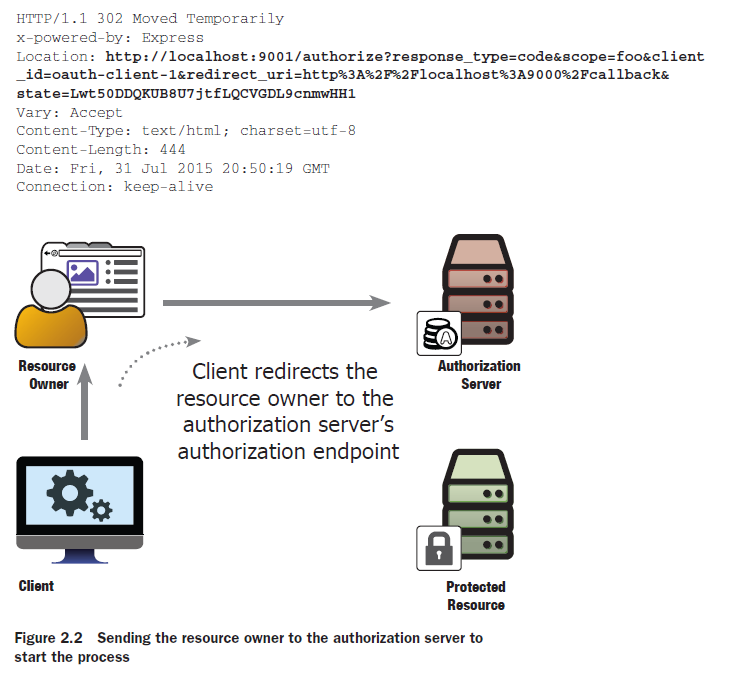 HTTP/1.1 302 Moved Temporarily
x-powered-by: Express
Location: http://localhost:9001/authorize?response_type=code&scope=foo&client
_id=oauth-client-1&redirect_uri=http%3A%2F%2Flocalhost%3A9000%2Fcallback&
state=Lwt50DDQKUB8U7jtfLQCVGDL9cnmwHH1
Vary: Accept
Content-Type: text/html; charset=utf-8
Content-Length: 444
Date: Fri, 31 Jul 2015 20:50:19 GMT
Connection: keep-alive
Resource
Owner
A
Authorization
Server
Client redirects the
resource owner to the
authorization server's
authorization endpoint
Client
Protected
Resource
Figure 2.2 Sending the resource owner to the authorization server to
start the process